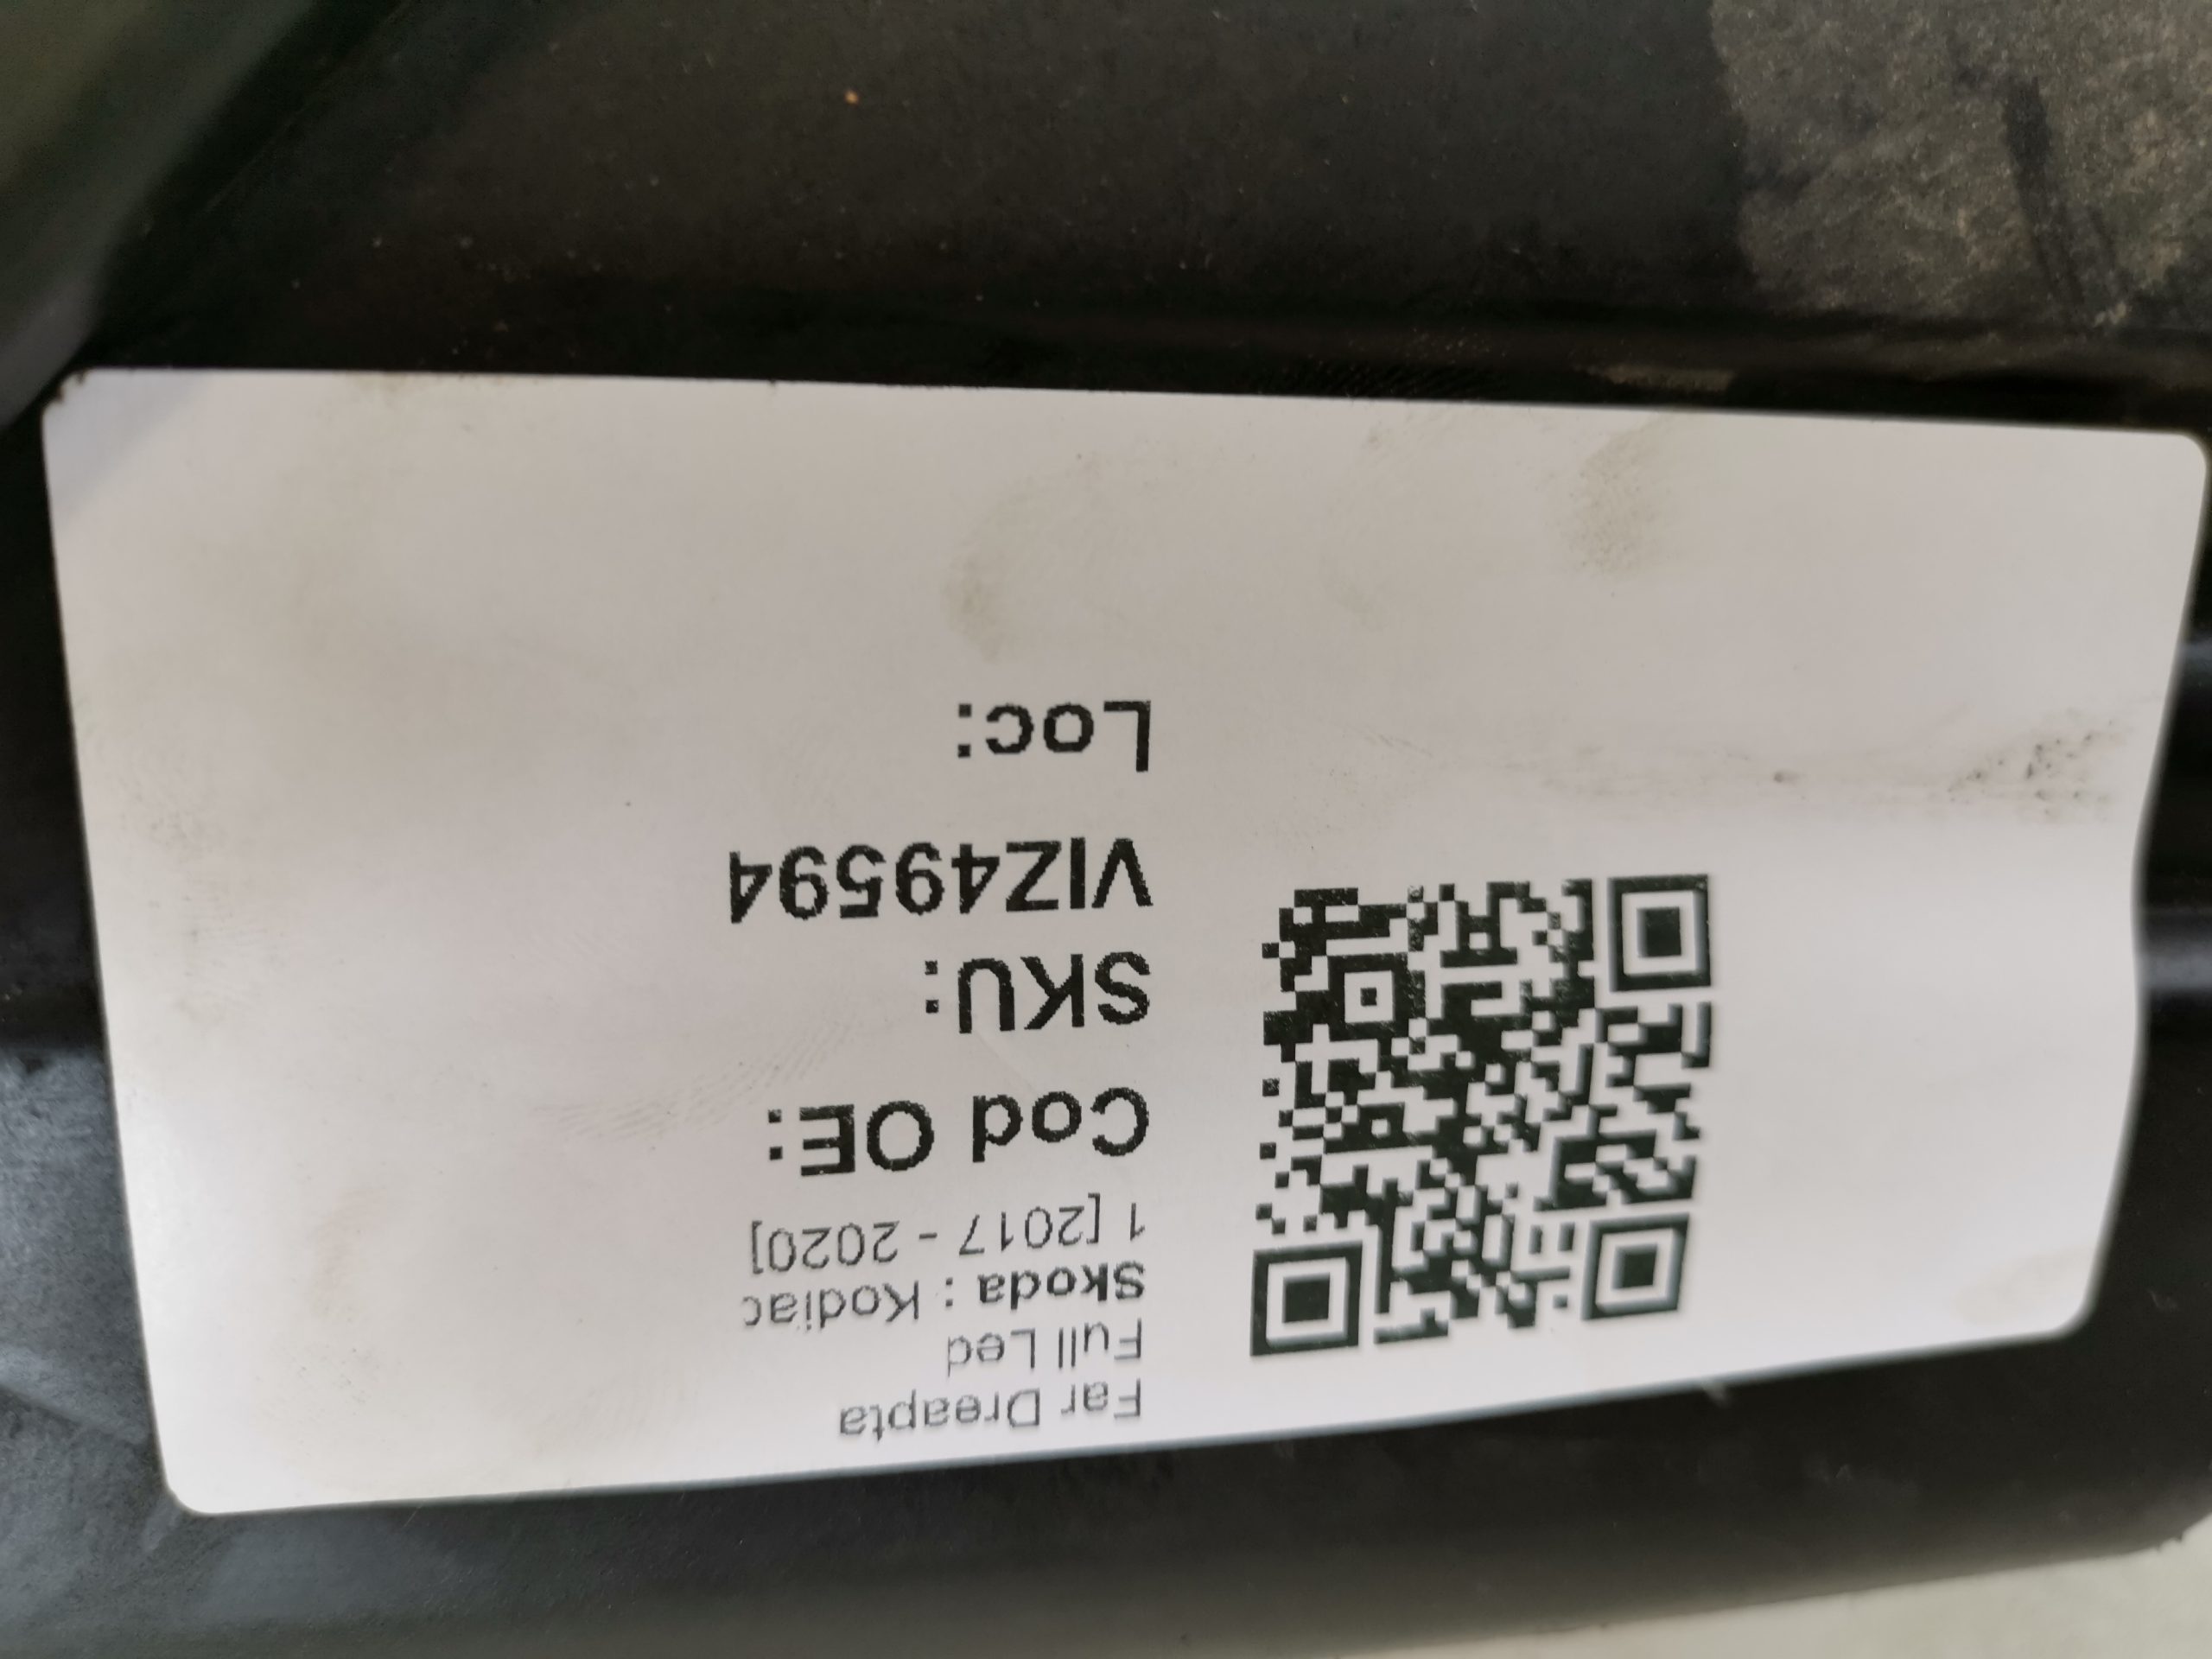 Far Dreapta
Full Led
Skoda : Kodiac
1 [2017 - 2020]
Cod OE:
SKU:
VIZ49594
Loc: